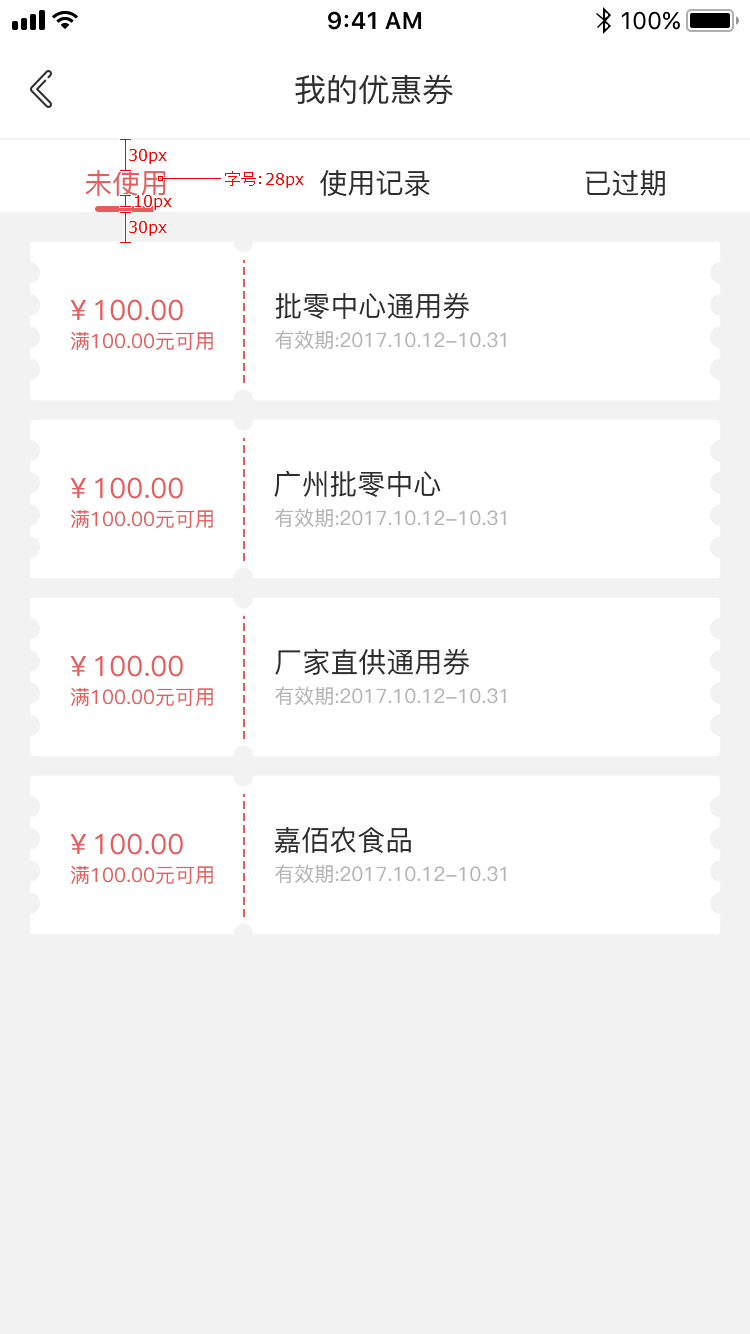 9:41 AM
100%
我的优惠券
30px
未使用
字号：28px
使用记录
已过期
10px
30px
¥ 100.00
满100.00元可用
批零中心通用券
有效期:2017.10.12-10.31
¥ 100.00
满100.00元可用
广州批零中心
有效期:2017.10.12-10.31
¥ 100.00
满100.00元可用
厂家直供通用券
有效期:2017.10.12-10.31
¥ 100.00
满100.00元可用
嘉佰农食品
有效期:2017.10.12-10.31